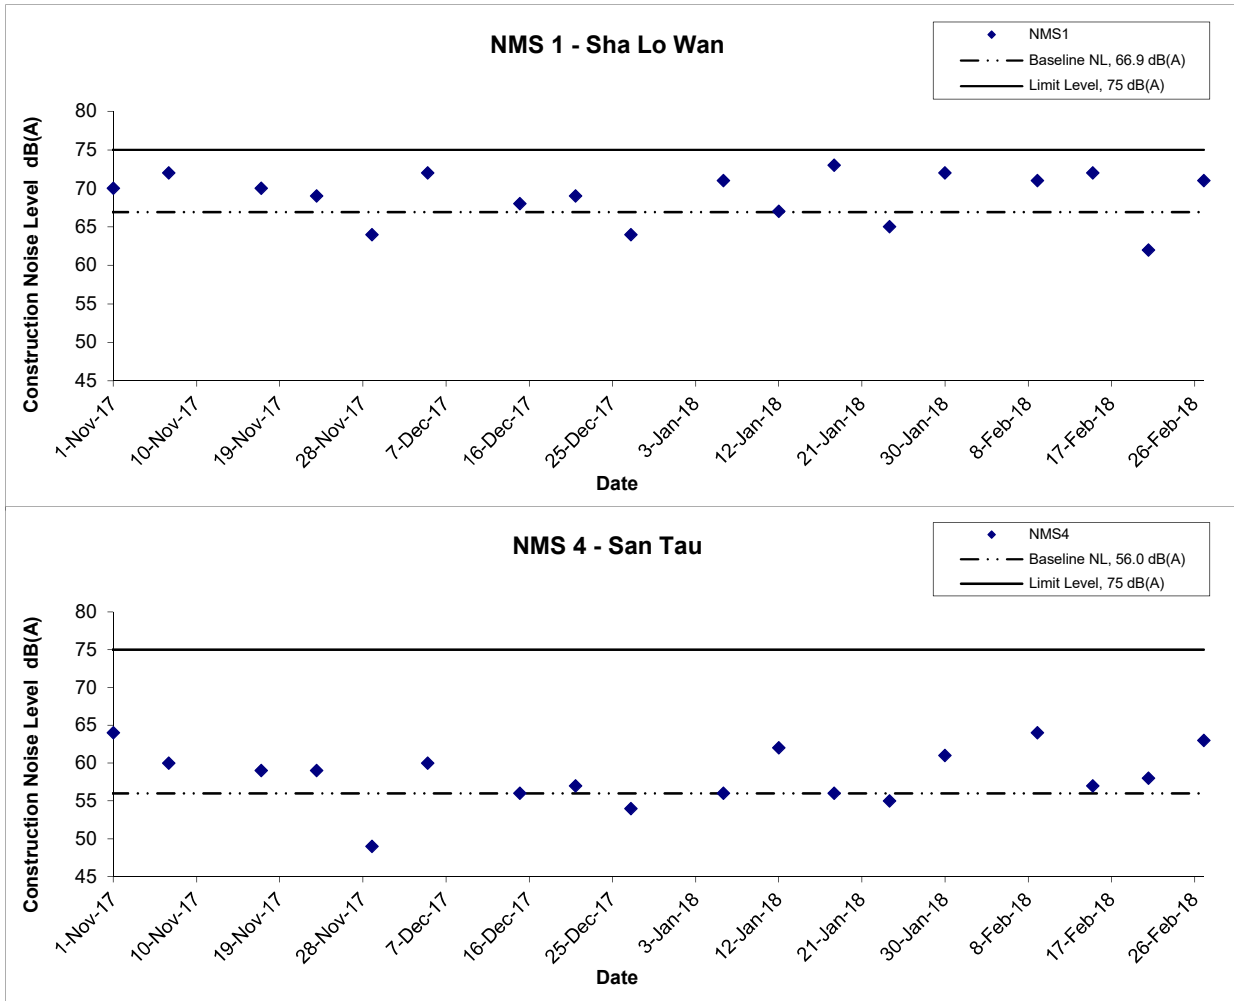 NMS 1 - Sha Lo Wan
NMS1
Baseline NL, 66.9 dB(A)
Limit Level, 75 dB(A)
Construction Noise Level  dB(A)
80
75
70
65
60
55
50
45
1-Nov-17
10-Nov-17
19-Nov-17
28-Nov-17
7-Dec-17
16-Dec-17
25-Dec-17
3-Jan-18
12-Jan-18
21-Jan-18
30-Jan-18
8-Feb-18
17-Feb-18
26-Feb-18
Date
NMS 4 - San Tau
NMS4
Baseline NL, 56.0 dB(A)
Limit Level, 75 dB(A)
Construction Noise Level  dB(A)
80
75
70
65
60
55
50
45
1-Nov-17
10-Nov-17
19-Nov-17
28-Nov-17
7-Dec-17
16-Dec-17
25-Dec-17
3-Jan-18
12-Jan-18
21-Jan-18
30-Jan-18
8-Feb-18
17-Feb-18
26-Feb-18
Date